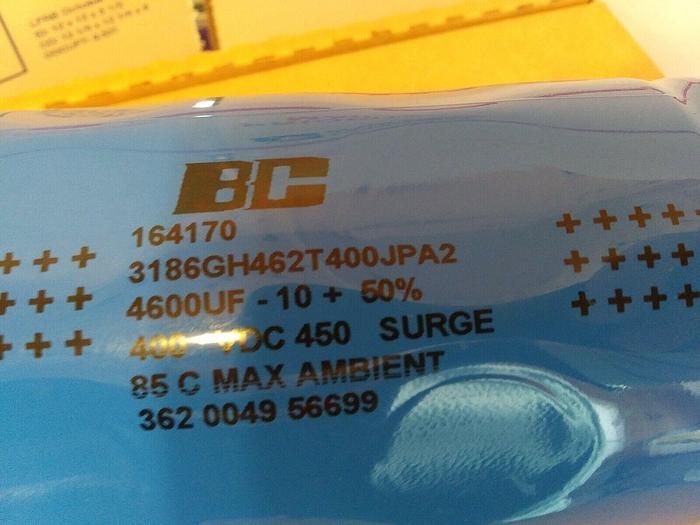 BC
164170
3186GH462T400JPA2
4600UF - 10 + 50%
400 VDC 450 SURGE
85 C MAX AMBIENT
362 0049 56699
+ + + + + + +
+ + + + + + +
+ + + + + + +